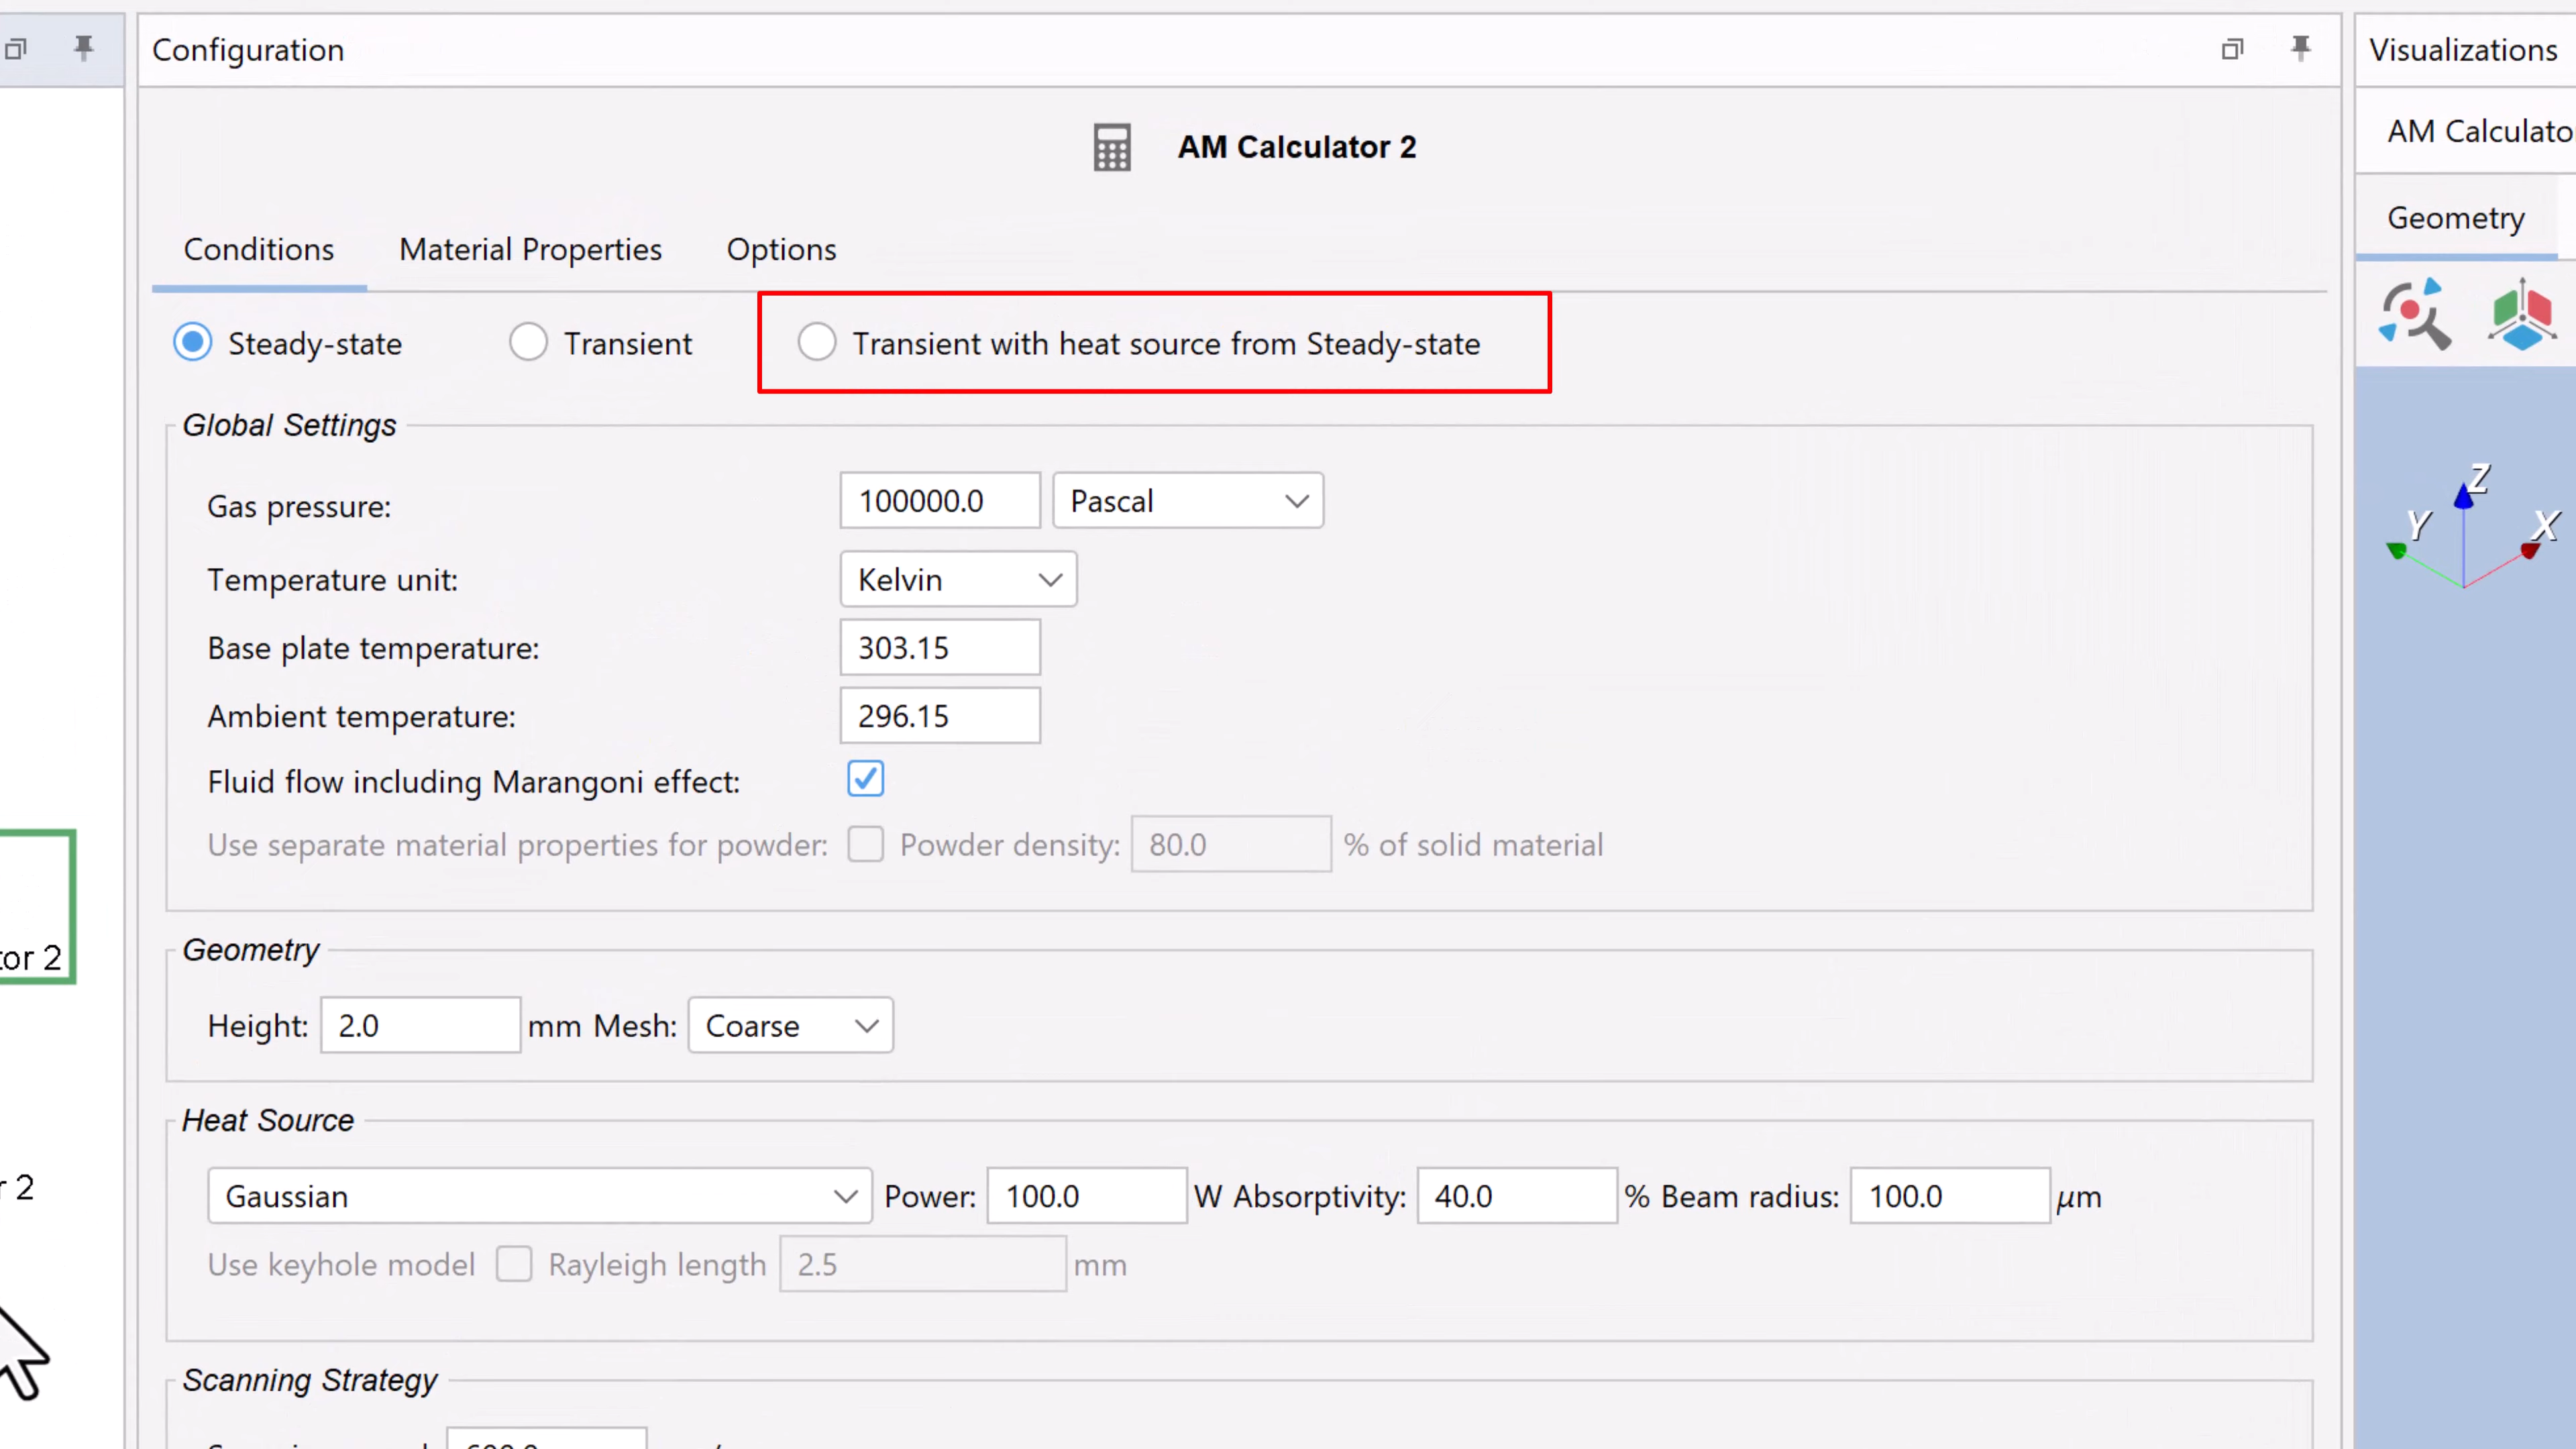 Configuration
Visualizations
AM Calculator 2
AM Calculato
Conditions Material Properties Options
Geometry
Steady-state Transient Transient with heat source from Steady-state
Global Settings
Gas pressure: 100000.0 Pascal
Z
Y X
Temperature unit: Kelvin
Base plate temperature: 303.15
Ambient temperature: 296.15
Fluid flow including Marangoni effect:
Use separate material properties for powder: Powder density: 80.0 % of solid material
tor 2
Geometry
Height: 2.0 mm Mesh: Coarse
Heat Source
r 2
Gaussian Power: 100.0 W Absorptivity: 40.0 % Beam radius: 100.0 μm
Use keyhole model Rayleigh length 2.5 mm
Scanning Strategy